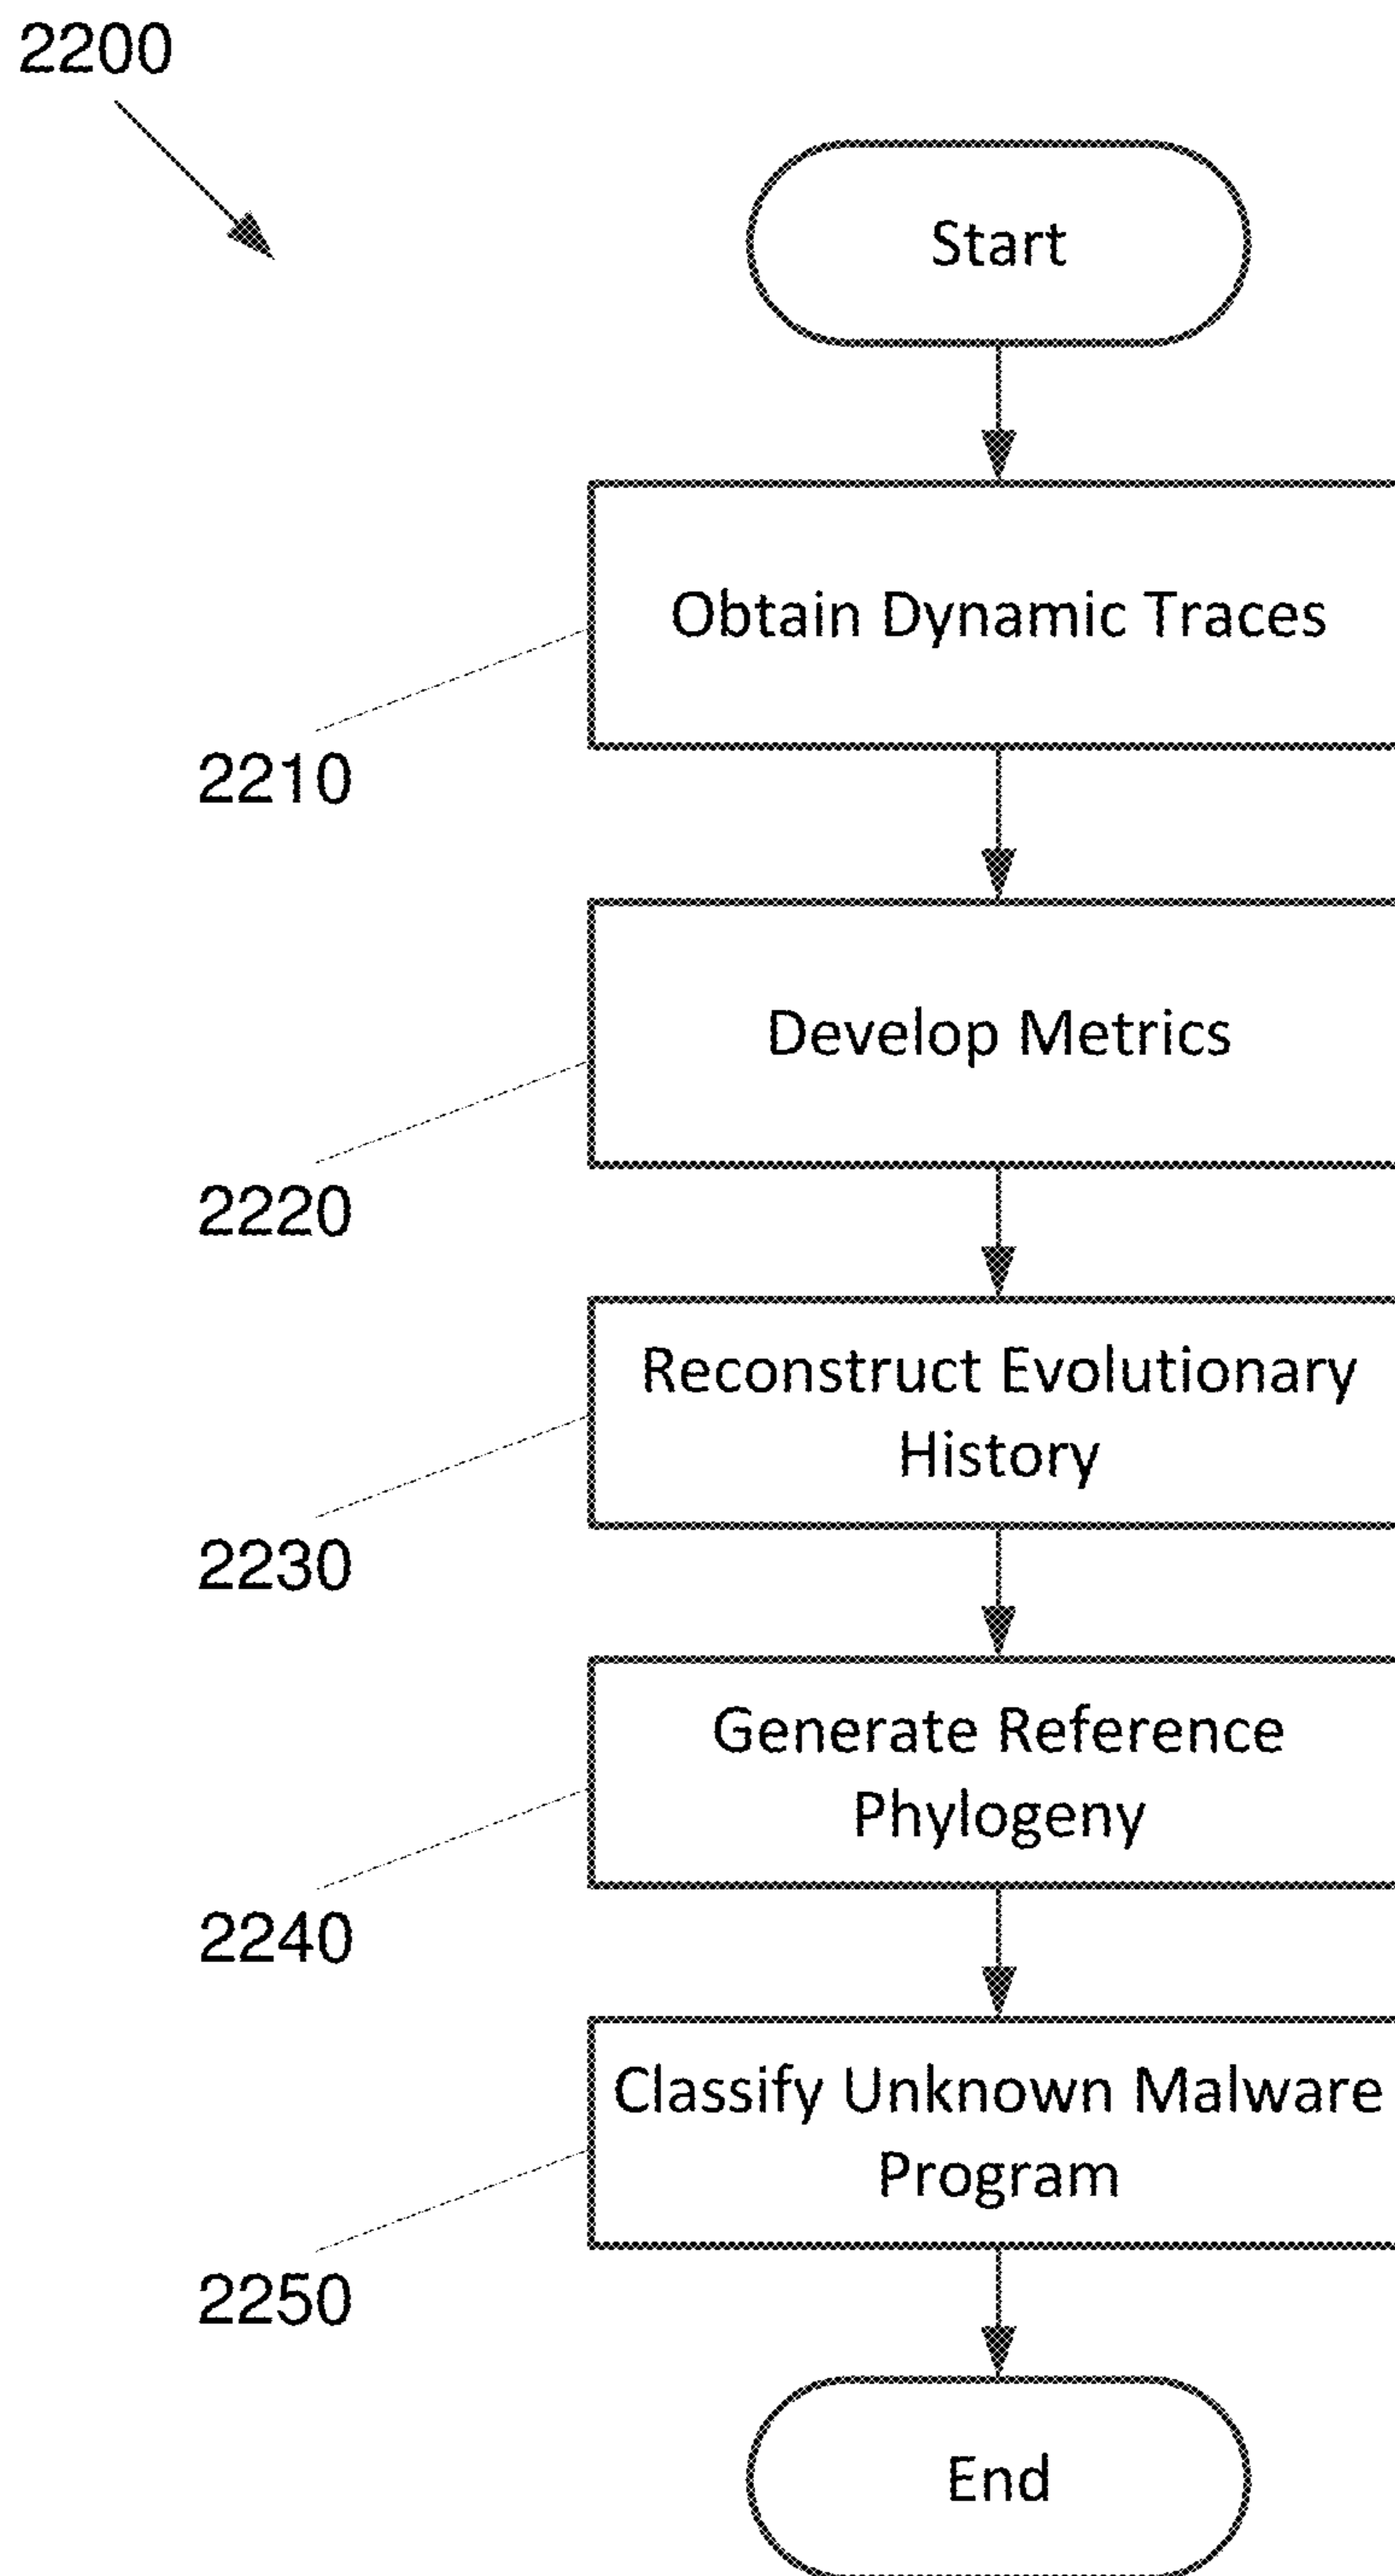 2200
Start
Obtain Dynamic Traces
2210
Develop Metrics
2220
Reconstruct Evolutionary
History
2230
Generate Reference
Phylogeny
2240
Classify Unknown Malware
Program
2250
End